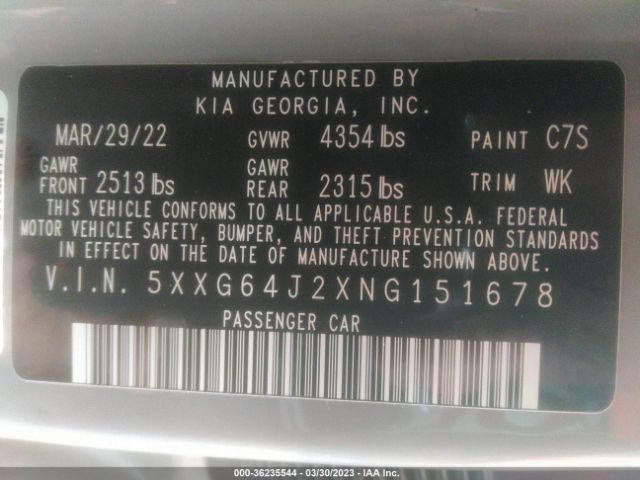 MANUFACTURED BY
KIA GEORGIA, INC.
MAR/29/22 GVWR 4354 lbs PAINT C7S
GAWR FRONT 2513 lbs GAWR REAR 2315 lbs TRIM WK
THIS VEHICLE CONFORMS TO ALL APPLICABLE U.S.A. FEDERAL
MOTOR VEHICLE SAFETY, BUMPER, AND THEFT PREVENTION STANDARDS
IN EFFECT ON THE DATE OF MANUFACTURE SHOWN ABOVE.
V.I.N. 5XXG64J2XNG151678
PASSENGER CAR
000-36235544 - 03/30/2023 - IAA Inc.